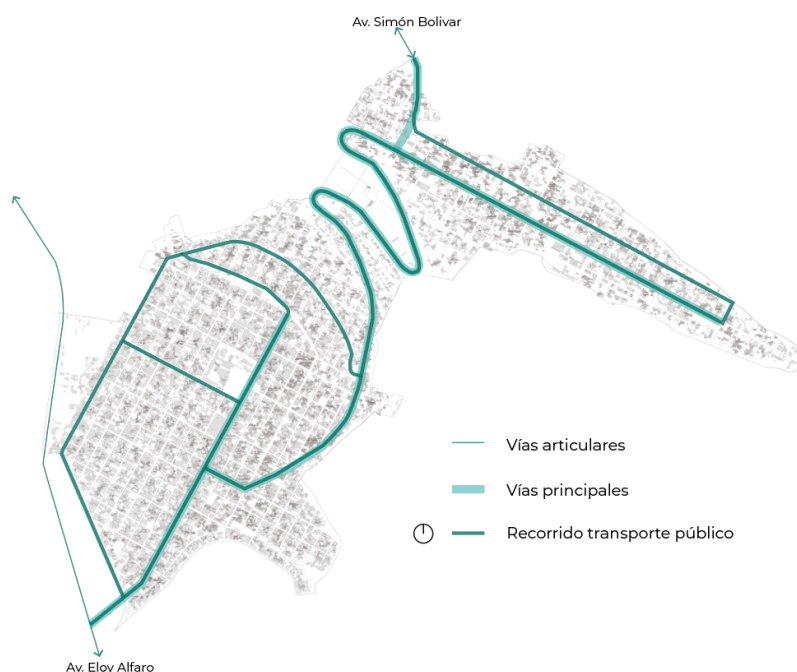 Av. Simón Bolivar
Vías articulares
Vías principales
Recorrido transporte público
Av. Eloy Alfaro